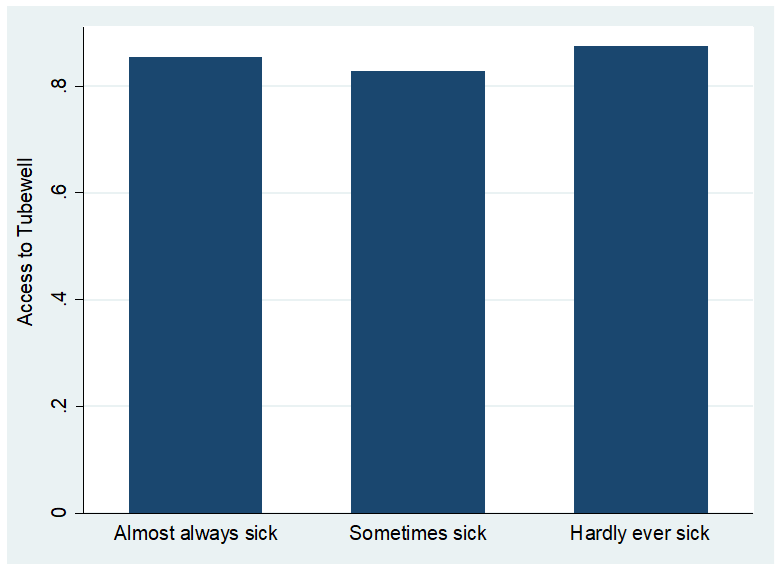 Access to Tubewell
.8
.6
.4
.2
0
Almost always sick
Sometimes sick
Hardly ever sick